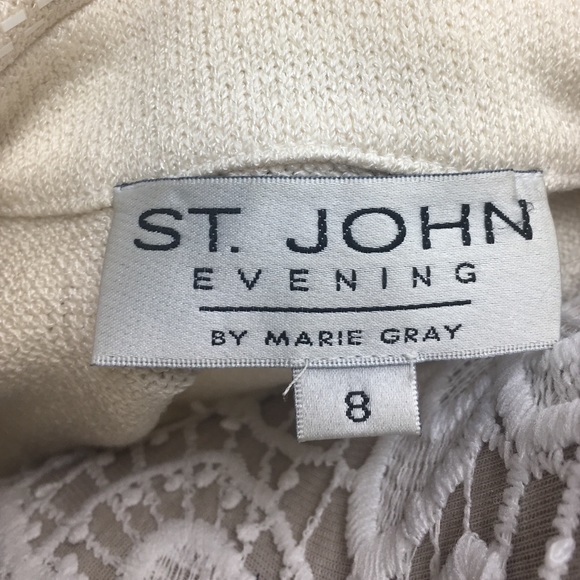 ST. JOHN
EVENING
BY MARIE GRAY
8